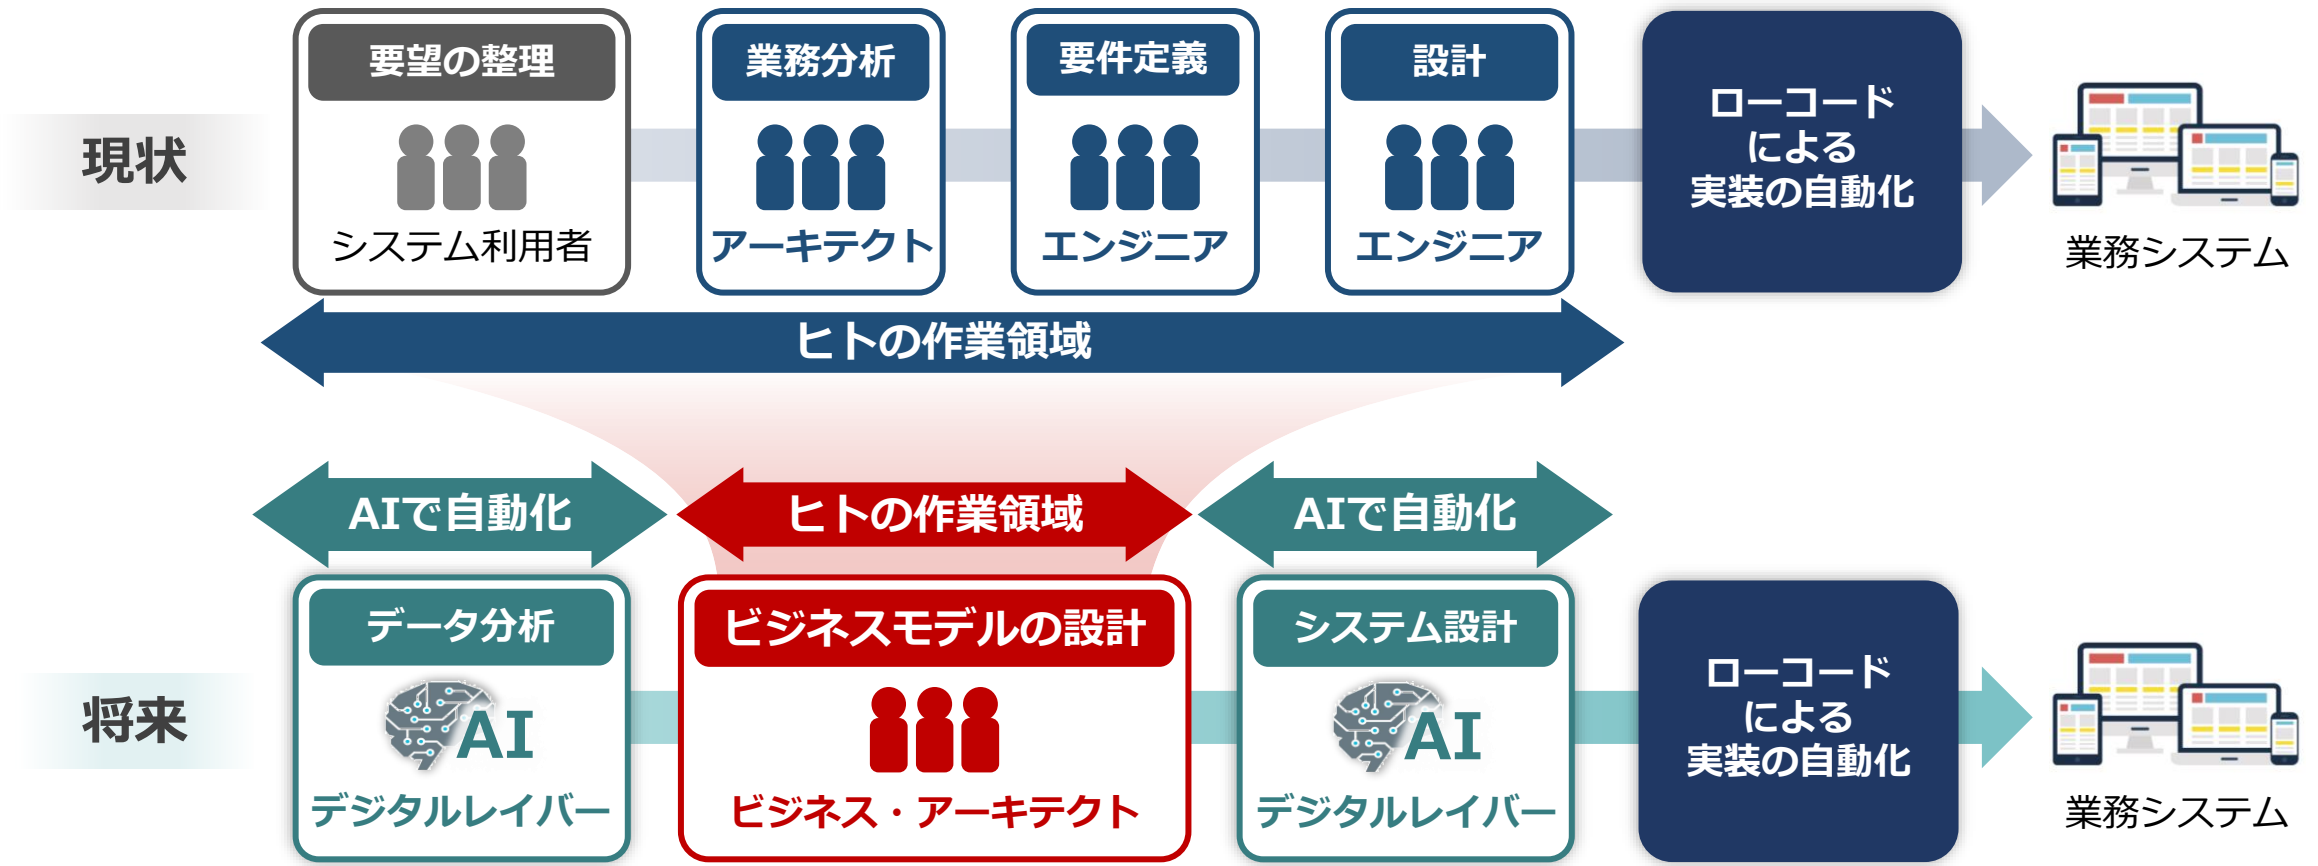 現状
要望の整理
システム利用者
業務分析
アーキテクト
要件定義
エンジニア
設計
エンジニア
ローコード
による
実装の自動化
業務システム
ヒトの作業領域
AIで自動化
ヒトの作業領域
AIで自動化
将来
データ分析
AI
デジタルレイバー
ビジネスモデルの設計
ビジネス・アーキテクト
システム設計
AI
デジタルレイバー
ローコード
による
実装の自動化
業務システム